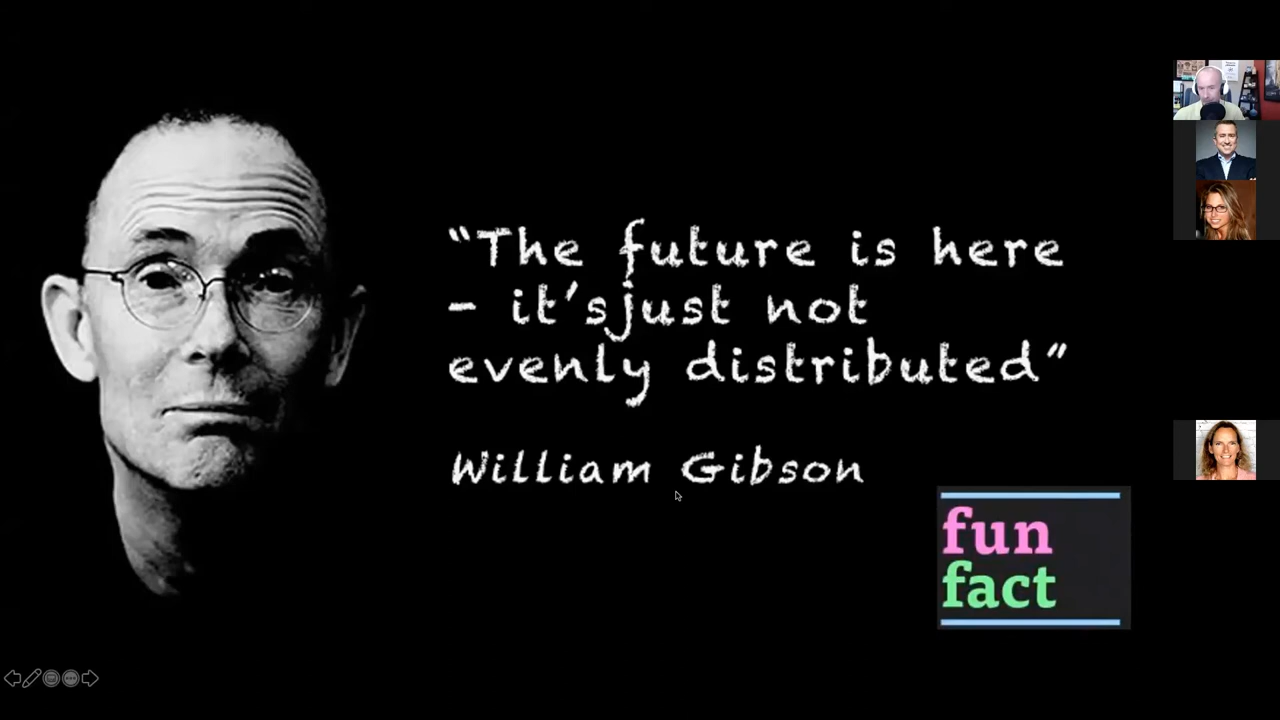 “The future is here
- it’sjust not
evenly distributed”
William Gibson
fun
fact